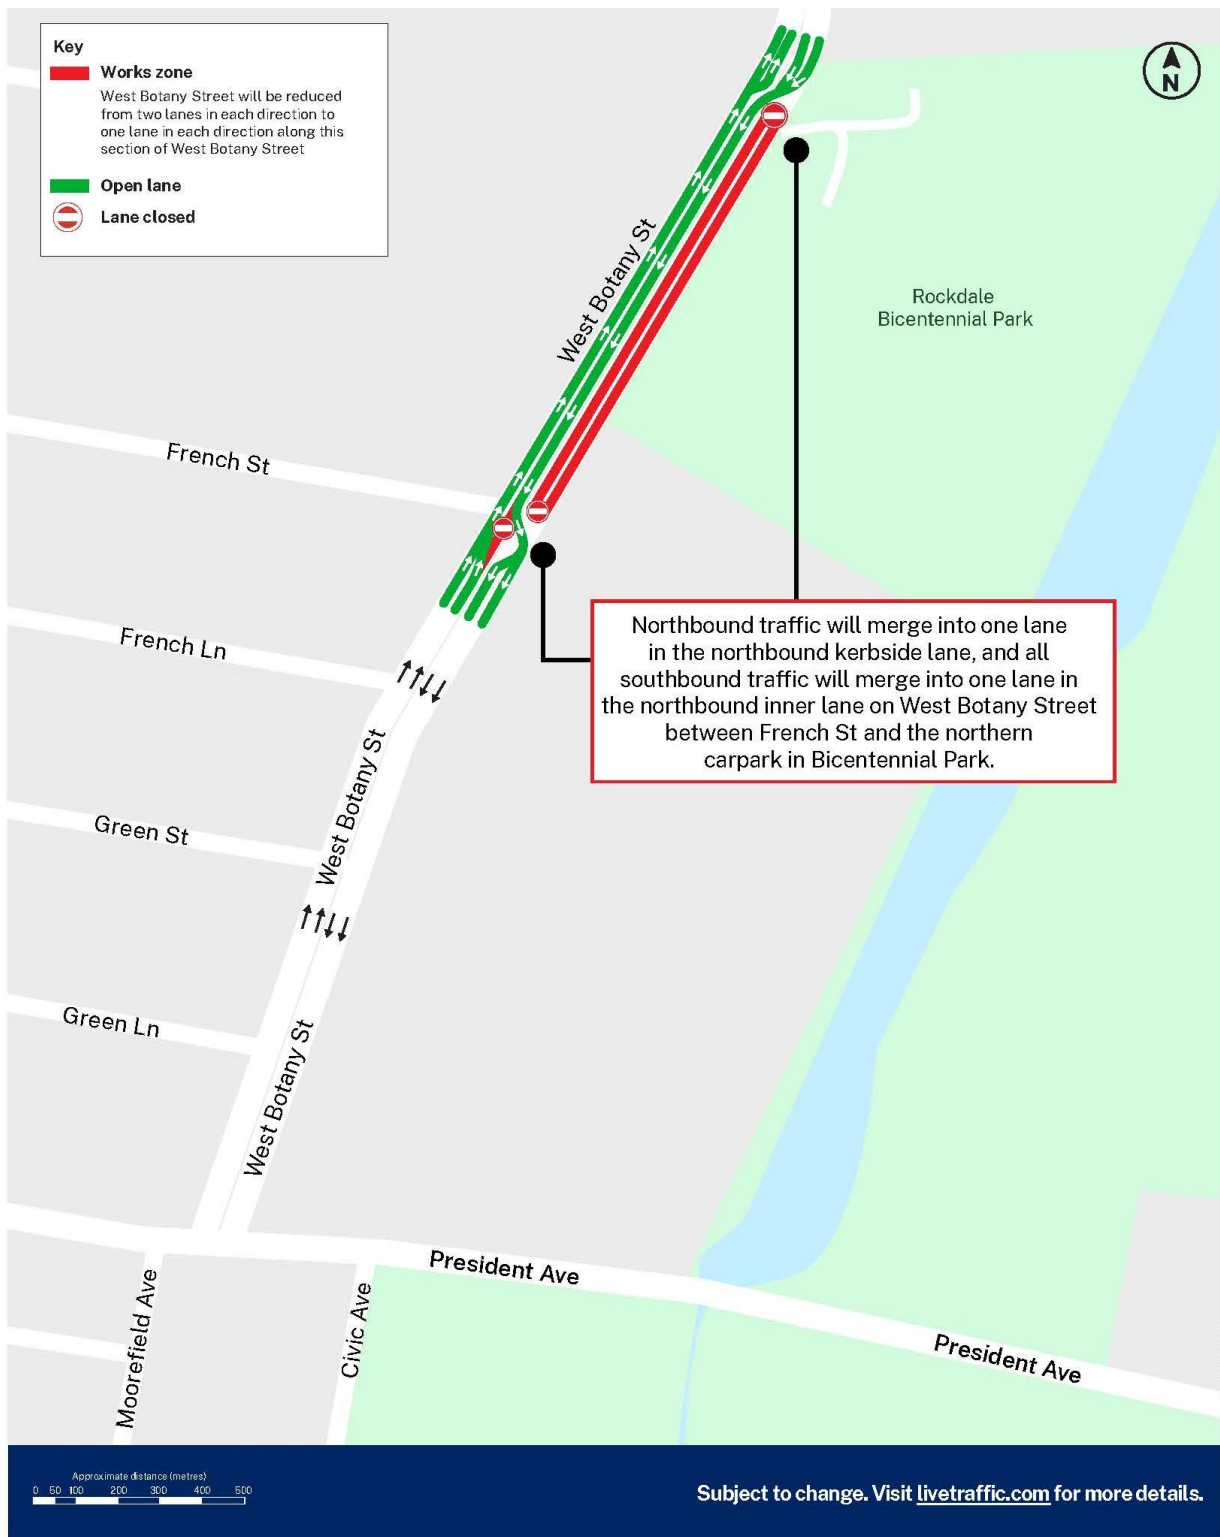 Key
Works zone
West Botany Street will be reduced
from two lanes in each direction to
one lane in each direction along this
section of West Botany Street
Open lane
Lane closed
N
West Botany St
Rockdale
Bicentennial Park
French St
French Ln
Northbound traffic will merge into one lane
in the northbound kerbside lane, and all
southbound traffic will merge into one lane in
the northbound inner lane on West Botany Street
between French St and the northern
carpark in Bicentennial Park.
West Botany St
Green St
Green Ln
West Botany St
President Ave
Moorefield Ave
Civic Ave
President Ave
Approximate distance (metres)
0 50 100 200 300 400 500
Subject to change. Visit livetraffic.com for more details.